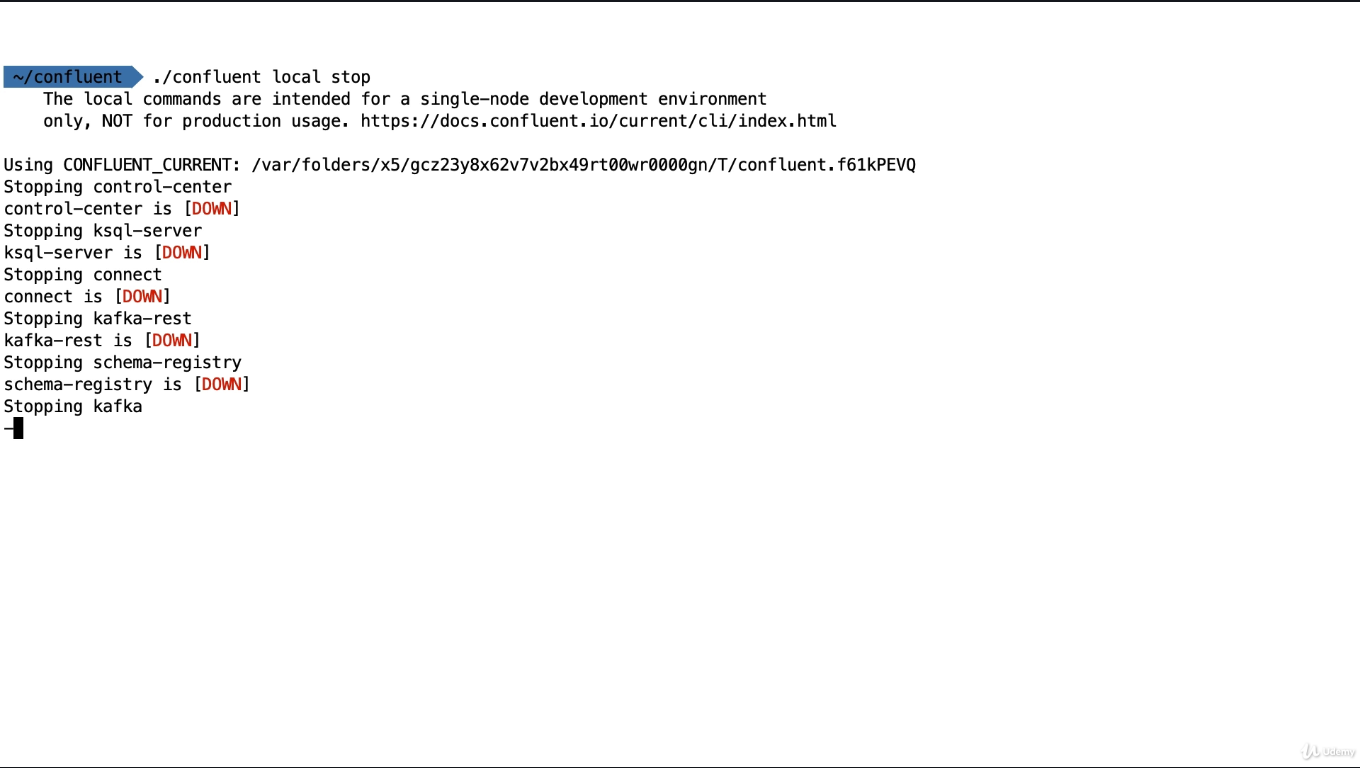 ~/confluent ./confluent local stop
The local commands are intended for a single-node development environment
only, NOT for production usage. https://docs.confluent.io/current/cli/index.html
Using CONFLUENT_CURRENT: /var/folders/x5/gcz23y8x62v7v2bx49rt00wr0000gn/T/confluent.f61kPEVQ
Stopping control-center
control-center is [DOWN]
Stopping ksql-server
ksql-server is [DOWN]
Stopping connect
connect is [DOWN]
Stopping kafka-rest
kafka-rest is [DOWN]
Stopping schema-registry
schema-registry is [DOWN]
Stopping kafka
-
Udemy